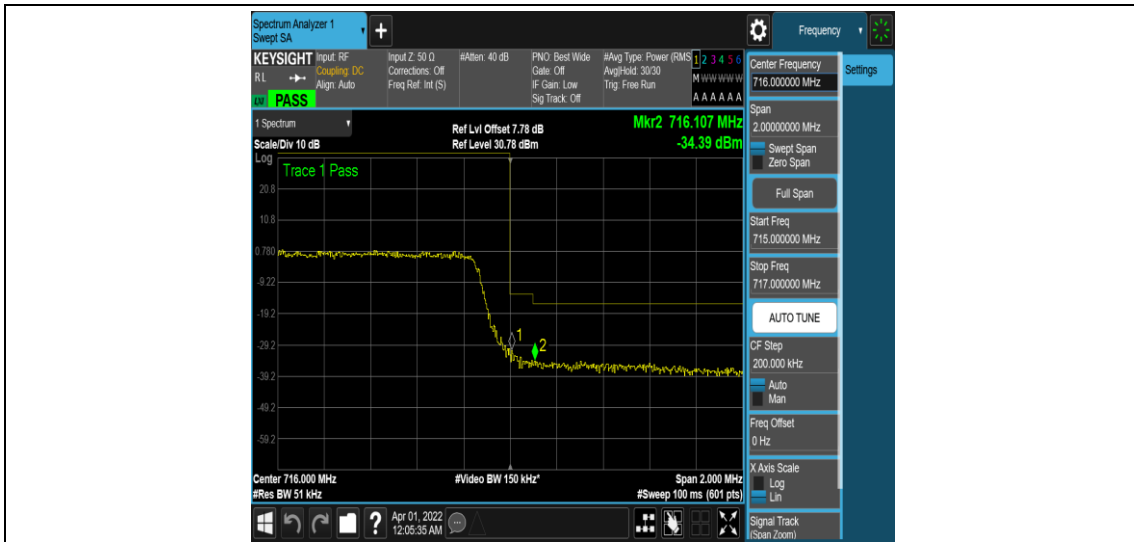 Spectrum Analyzer 1
Swept SA
Frequency
KEYSIGHT
RL
PASS
Input: RF
Coupling: DC
Align: Auto
Input Z: 50 Ω
Corrections: Off
Freq Ref: Int (S)
#Atten: 40 dB
PNO: Best Wide
Gate: Off
IF Gain: Low
Sig Track: Off
#Avg Type: Power (RMS
Avg|Hold: 30/30
Trig: Free Run
1 2 3 4 5 6
M W W W W W
A A A A A A
1 Spectrum
Scale/Div 10 dB
Ref Lvl Offset 7.78 dB
Ref Level 30.78 dBm
Mkr2 716.107 MHz
-34.39 dBm
Log
Trace 1 Pass
20.8
10.8
0.780
-9.22
-19.2
-29.2
-39.2
-49.2
-59.2
1
2
Center 716.000 MHz
#Video BW 150 kHz*
Span 2.000 MHz
#Res BW 51 kHz
#Sweep 100 ms (601 pts)
Center Frequency
716.000000 MHz
Settings
Span
2.00000000 MHz
Swept Span
Zero Span
Full Span
Start Freq
715.000000 MHz
Stop Freq
717.000000 MHz
AUTO TUNE
CF Step
200.000 kHz
Auto
Man
Freq Offset
0 Hz
X Axis Scale
Log
Lin
Signal Track
(Span Zoom)
?
Apr 01, 2022
12:05:35 AM